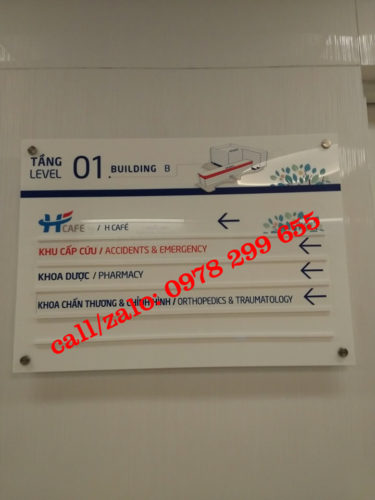 TẦNG
LEVEL 01 BUILDING B
H CAFE / H CAFÉ
KHU CẤP CỨU / ACCIDENTS & EMERGENCY
KHOA DƯỢC / PHARMACY
KHOA CHẤN THƯƠNG & CHỈNH HÌNH / ORTHOPEDICS & TRAUMATOLOGY
call/zalo: 0978 299 655